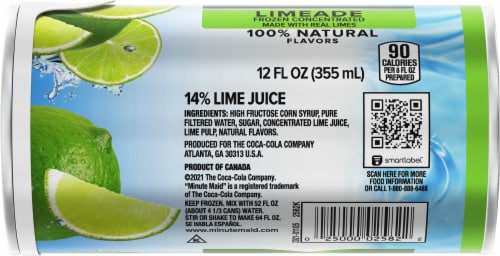 LIMEADE
FROZEN CONCENTRATED
MADE WITH REAL LIMES
100% NATURAL
FLAVORS
90
CALORIES
PER 8 FL OZ
PREPARED
12 FL OZ (355 mL)
14% LIME JUICE
INGREDIENTS: HIGH FRUCTOSE CORN SYRUP, PURE
FILTERED WATER, SUGAR, CONCENTRATED LIME JUICE,
LIME PULP, NATURAL FLAVORS.
PRODUCED FOR THE COCA-COLA COMPANY
ATLANTA, GA 30313 U.S.A.
PRODUCT OF CANADA
©2021 The Coca-Cola Company.
"Minute Maid" is a registered trademark
of The Coca-Cola Company.
KEEP FROZEN. MIX WITH 52 FL OZ
(ABOUT 4 1/3 CANS) WATER.
STIR OR SHAKE TO MAKE 64 FL OZ.
SE HABLA ESPAÑOL.
www.minutemaid.com
smartlabel
SCAN HERE FOR MORE
FOOD INFORMATION
OR CALL 1-800-888-6488
2582K
0 25000 02582 2